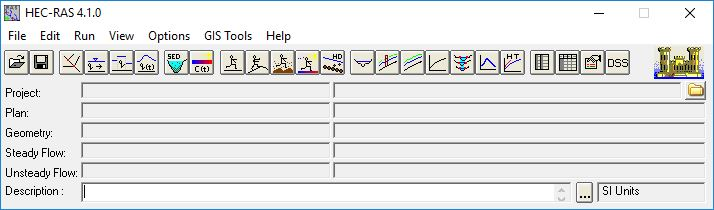 HEC-RAS 4.1.0
File Edit Run View Options GIS Tools Help
SED C(t) HD HT DSS
Project:
Plan:
Geometry:
Steady Flow:
Unsteady Flow:
Description : ... SI Units